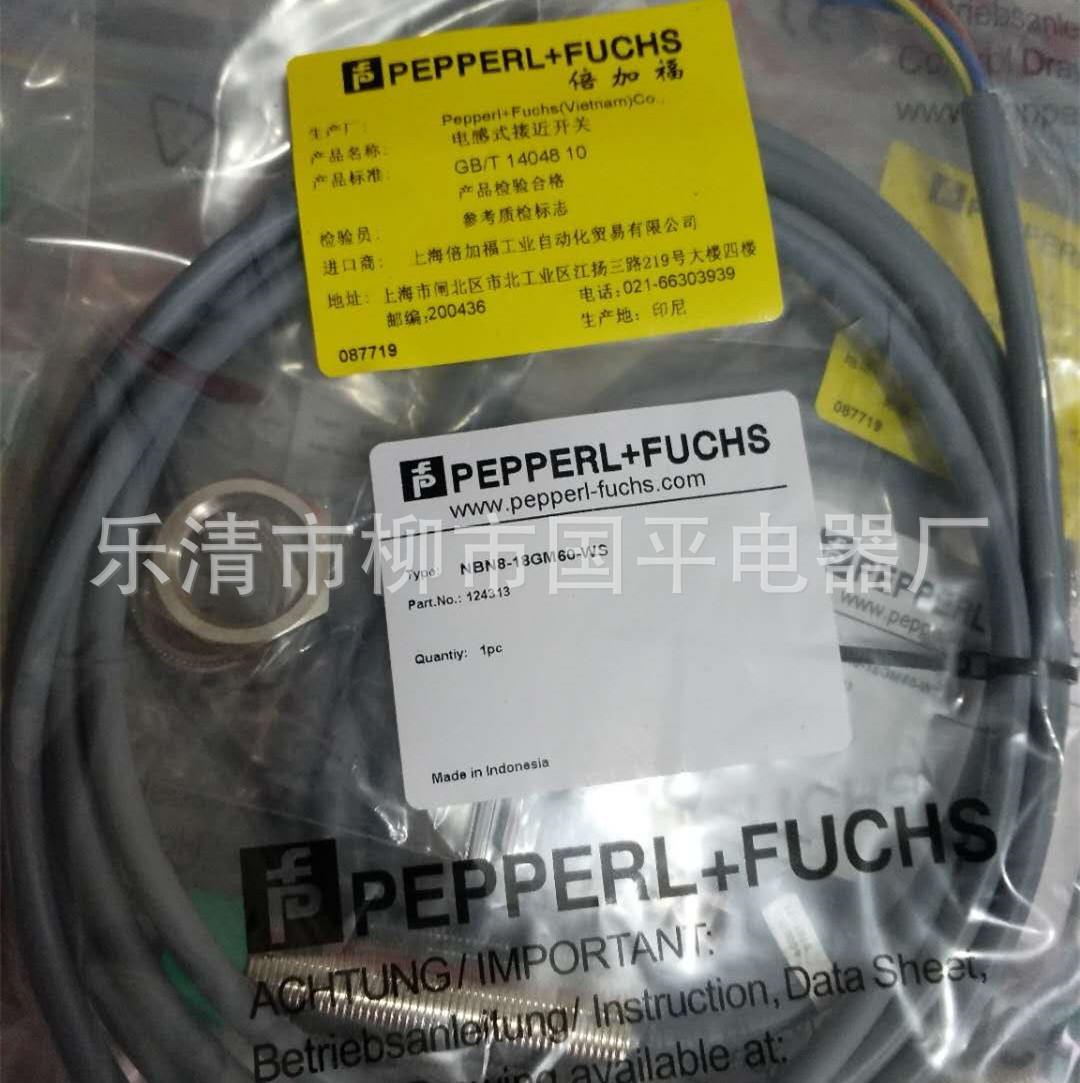 PEPPERL+FUCHS
倍加福
生产厂: Pepperl+Fuchs(Vietnam)Co.,
产品名称: 电感式接近开关
产品标准: GB/T 14048 10
产品检验合格
检验员: 参考质检标志
进口商: 上海倍加福工业自动化贸易有限公司
地址: 上海市闸北区市北工业区江扬三路219号大楼四楼
邮编:200436 电话:021-66303939
生产地: 印尼
087719
087719
PEPPERL+FUCHS
www.pepperl-fuchs.com
乐清市柳市国平电器厂
Type: NBN8-18GM60-WS
Part.No.: 124313
Quantiy: 1pc
Made in Indonesia
PEPPERL
www.pepp
PEPPERL+FUCHS
ACHTUNG/IMPORTANT:
Betriebsanleitung/ Instruction, Data Sheet,
available at: